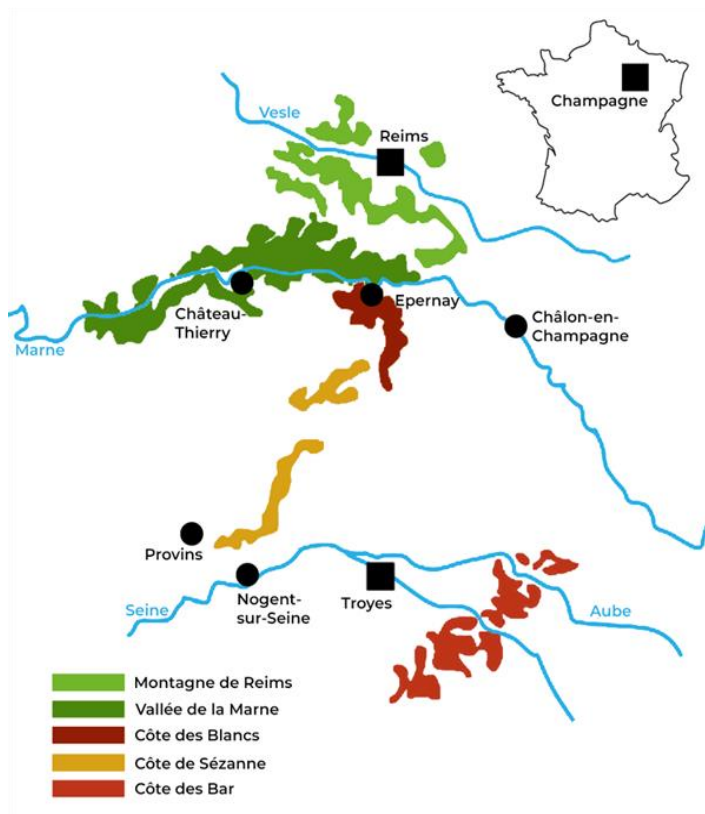 Vesle
Reims
Champagne
Château-
Thierry
Epernay
Châlon-en-
Champagne
Marne
Provins
Seine
Nogent-
sur-Seine
Troyes
Aube
Montagne de Reims
Vallée de la Marne
Côte des Blancs
Côte de Sézanne
Côte des Bar